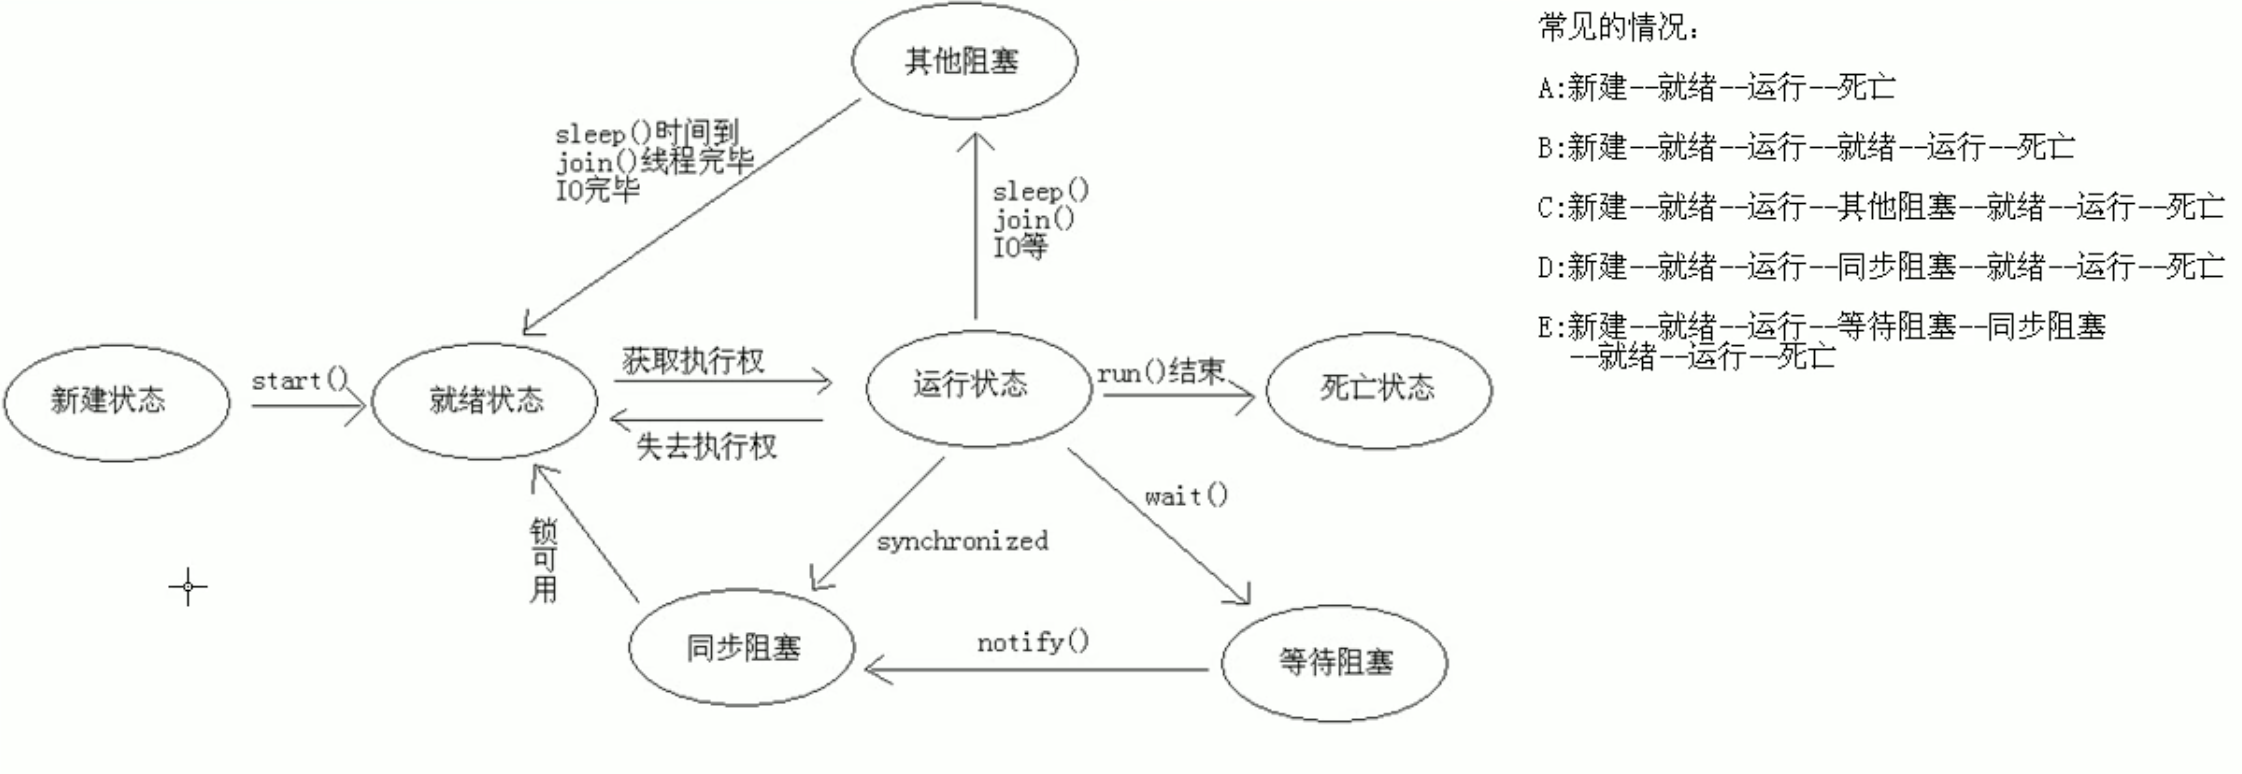 其他阻塞
sleep()时间到
join()线程完毕
IO完毕
sleep()
join()
IO等
新建状态
start()
就绪状态
获取执行权
失去执行权
运行状态
run()结束
死亡状态
锁
可
用
synchronized
wait()
同步阻塞
notify()
等待阻塞
常见的情况:
A:新建--就绪--运行--死亡
B:新建--就绪--运行--就绪--运行--死亡
C:新建--就绪--运行--其他阻塞--就绪--运行--死亡
D:新建--就绪--运行--同步阻塞--就绪--运行--死亡
E:新建--就绪--运行--等待阻塞--同步阻塞
--就绪--运行--死亡